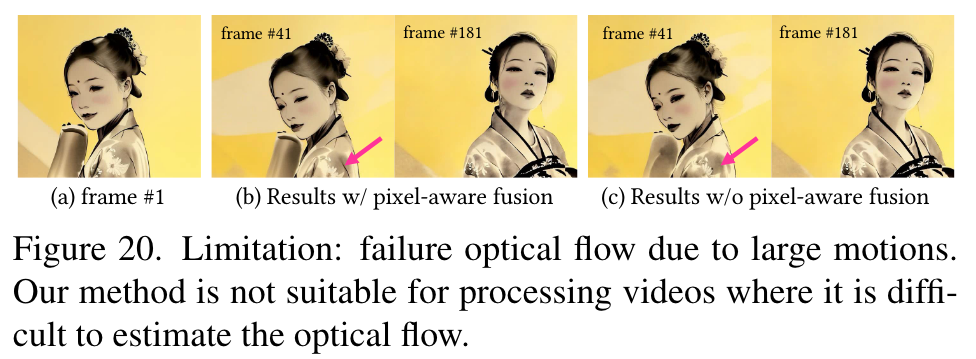 frame #41
frame #181
frame #41
frame #181
(a) frame #1
(b) Results w/ pixel-aware fusion
(c) Results w/o pixel-aware fusion
Figure 20. Limitation: failure optical flow due to large motions.
Our method is not suitable for processing videos where it is diffi-
cult to estimate the optical flow.